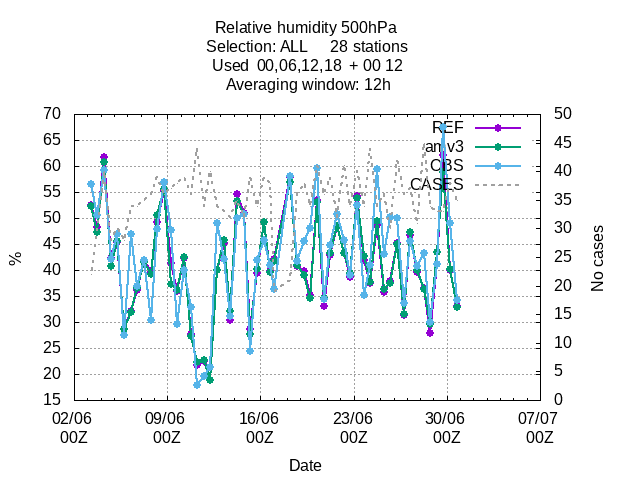 Relative humidity 500hPa
Selection: ALL 28 stations
Used 00,06,12,18 + 00 12
Averaging window: 12h
70
65
60
55
50
45
40
35
30
25
20
15
%
50
45
40
35
30
25
20
15
10
5
0
No cases
REF
amv3
OBS
CASES
02/06 09/06 16/06 23/06 30/06 07/07
00Z 00Z 00Z 00Z 00Z 00Z
Date